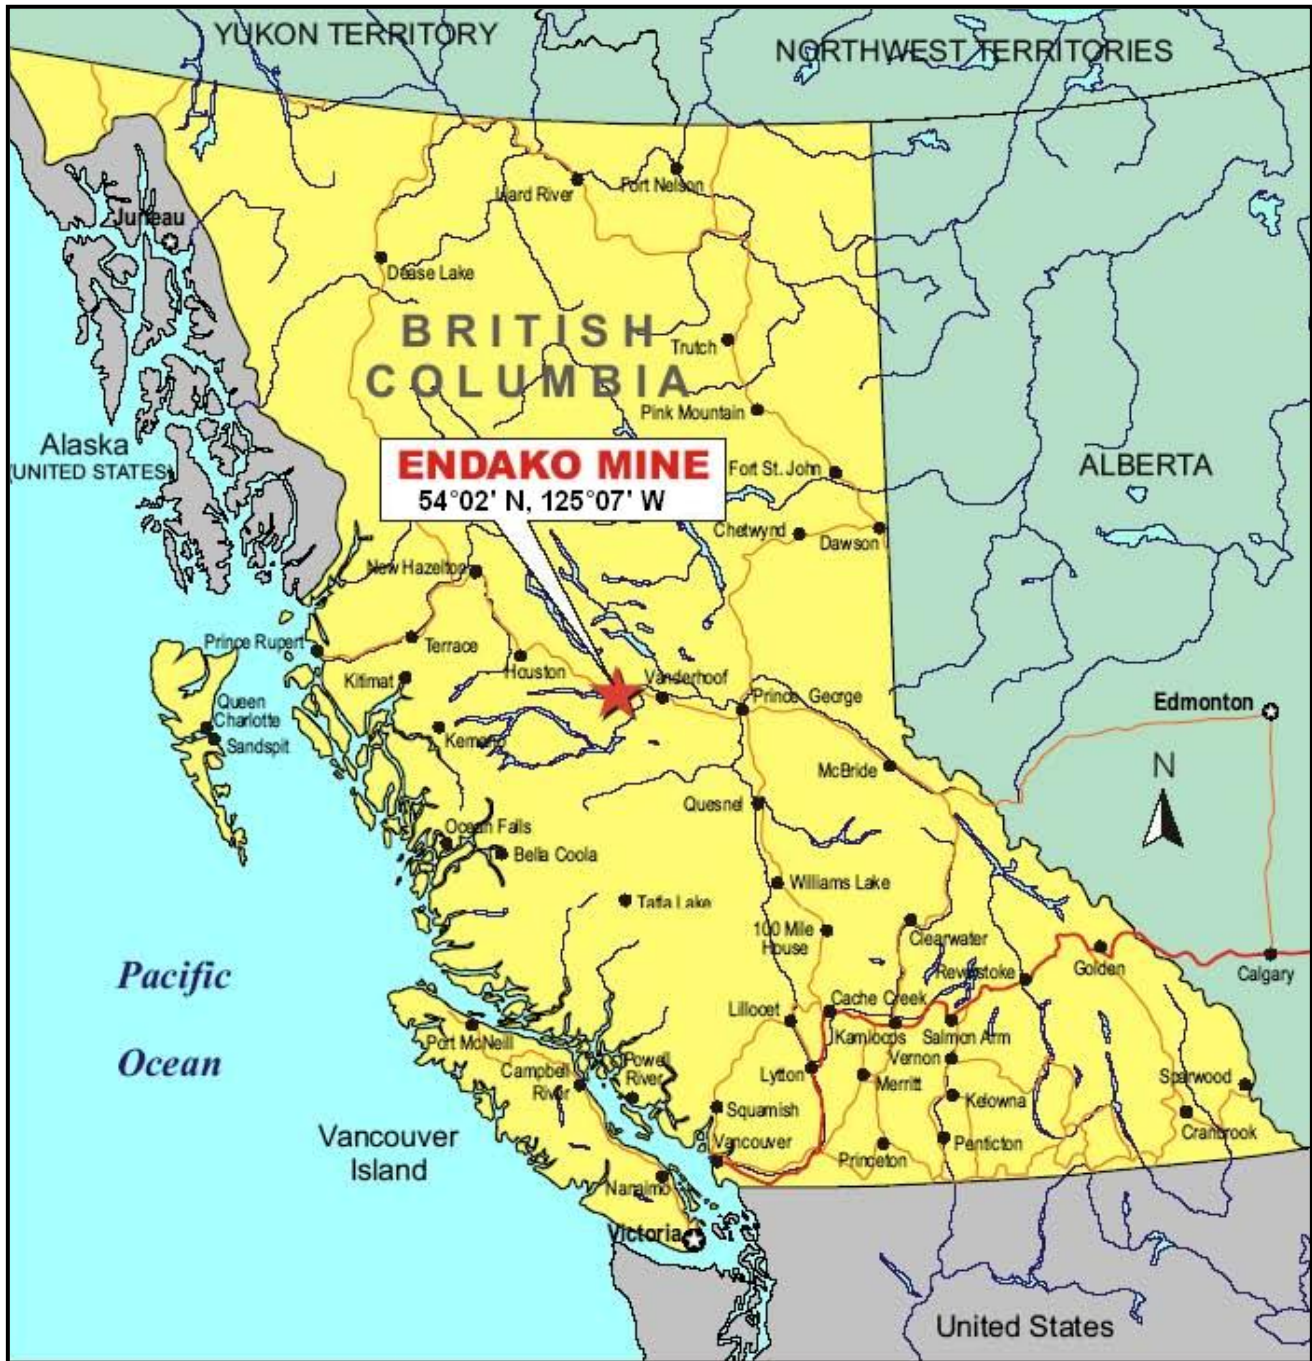 YUKON TERRITORY
NORTHWEST TERRITORIES
Liard River
Fort Nelson
Juneau
Dease Lake
BRITISH
COLUMBIA
Trutch
Pink Mountain
Alaska
(UNITED STATES)
ENDAKO MINE
54°02' N, 125°07' W
Fort St. John
ALBERTA
Chetwynd
Dawson
New Hazelton
Prince Rupert
Terrace
Houston
Kitimat
Vanderhoof
Prince George
Edmonton
Queen
Charlotte
Sandspit
Kemano
McBride
N
Quesnel
Ocean Falls
Bella Coola
Williams Lake
Tatla Lake
100 Mile
House
Clearwater
Pacific
Ocean
Revelstoke
Golden
Calgary
Cache Creek
Lillooet
Kamloops
Salmon Arm
Port McNeill
Vernon
Campbell
River
Powell
River
Lytton
Merritt
Sparwood
Kelowna
Squamish
Cranbrook
Vancouver
Island
Vancouver
Penticton
Princeton
Nanaimo
Victoria
United States